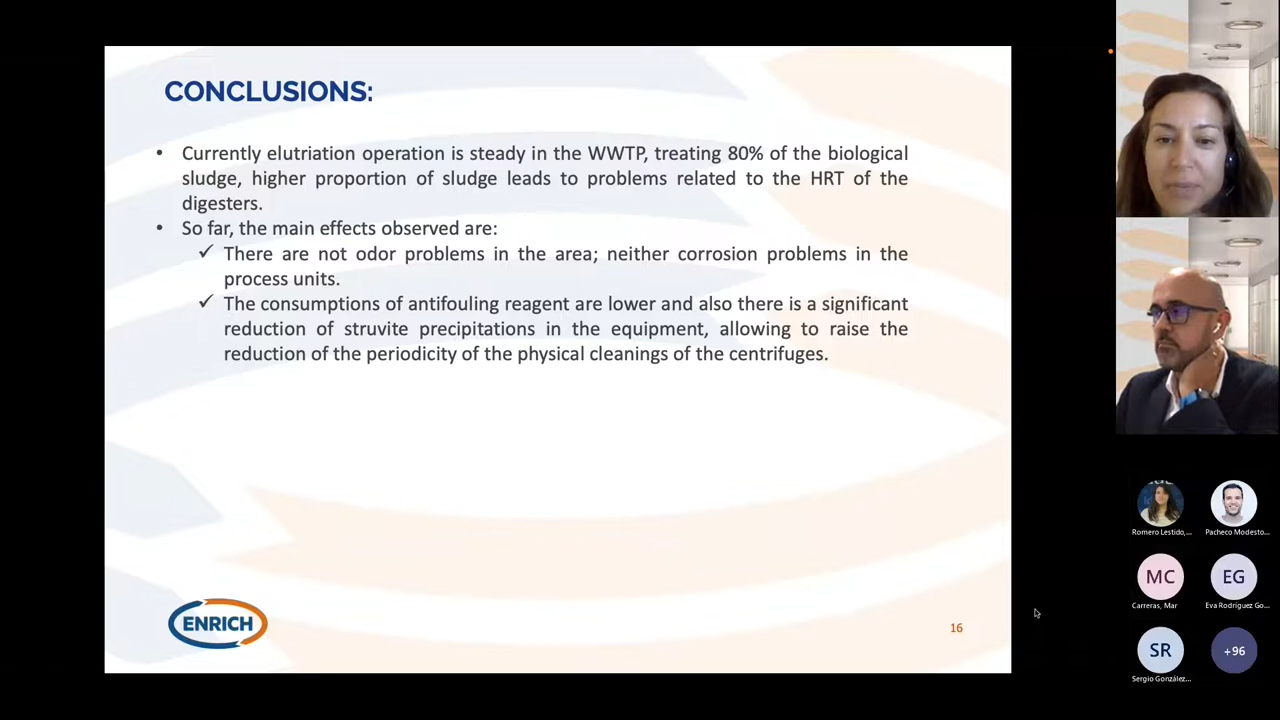 CONCLUSIONS:
• Currently elutriation operation is steady in the WWTP, treating 80% of the biological
sludge, higher proportion of sludge leads to problems related to the HRT of the
digesters.
• So far, the main effects observed are:
✓ There are not odor problems in the area; neither corrosion problems in the
process units.
✓ The consumptions of antifouling reagent are lower and also there is a significant
reduction of struvite precipitations in the equipment, allowing to raise the
reduction of the periodicity of the physical cleanings of the centrifuges.
ENRICH
16
Romero Lestido,...
Pacheco Modesto...
MC
EG
Carreras, Mar
Eva Rodríguez Go...
SR
+96
Sergio González...